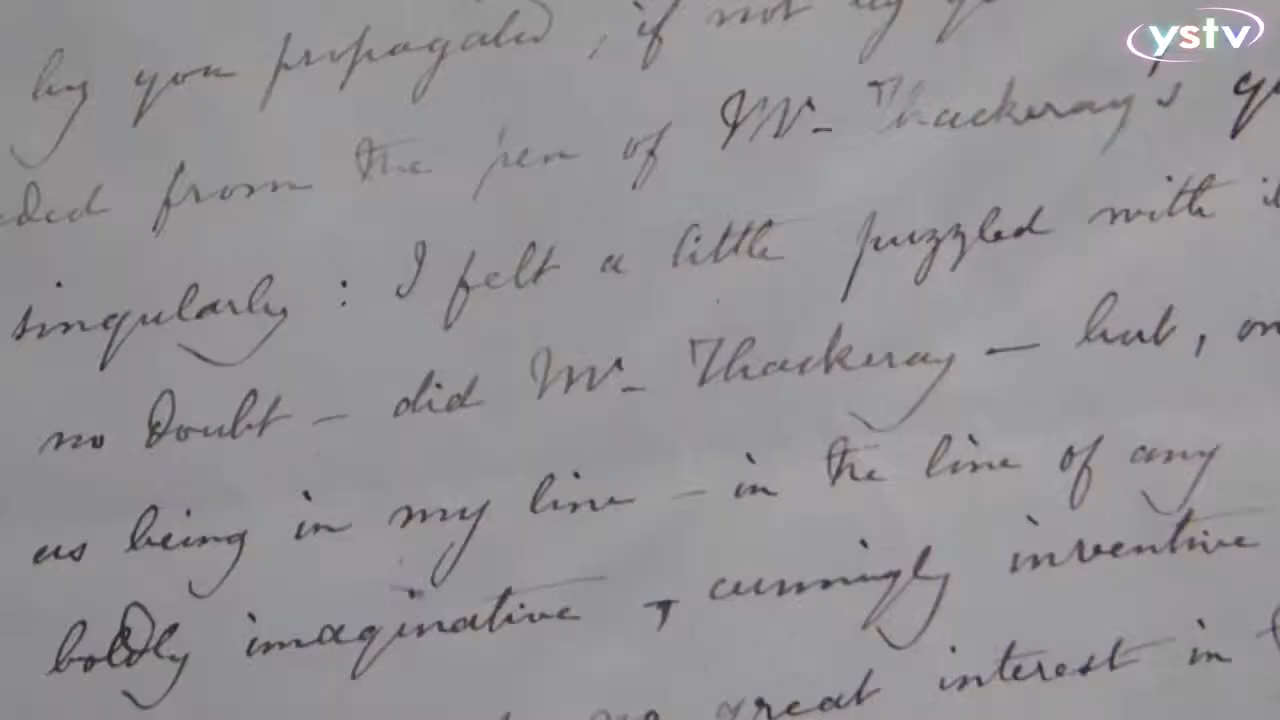 ystv
by you propagated, if not by
ded from the pen of Mr. Thackeray's
singularly: I felt a little puzzled with
no doubt – did Mr. Thackeray – but, on
as being in my line – in the line of any
boldly imaginative + cunningly inventive
great interest in